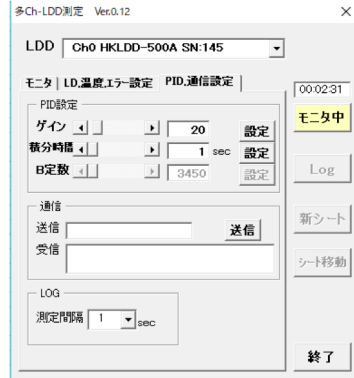 多Ch-LDD測定 Ver.0.12
LDD Ch0 HKLDD-500A SN:145
モニタ LD,温度,エラー設定 PID,通信設定
00:02:31
PID設定
モニタ中
ゲイン 20 設定
積分時間 1 sec 設定
B定数 3450 設定
Log
通信
送信 送信
新シート
受信
シート移動
LOG
測定間隔 1 sec
終了